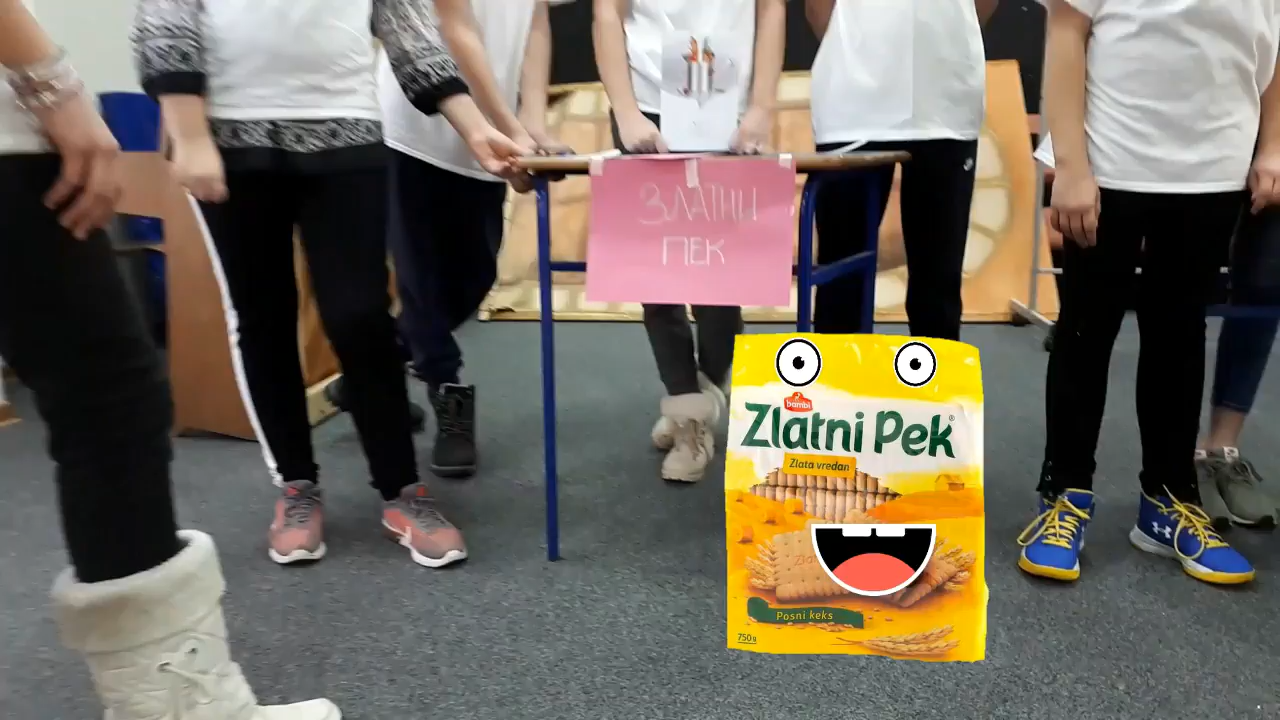 ЗЛАТНИ
ПЕК
bambi
Zlatni Pek®
Zlata vredan
Posni keks
750g